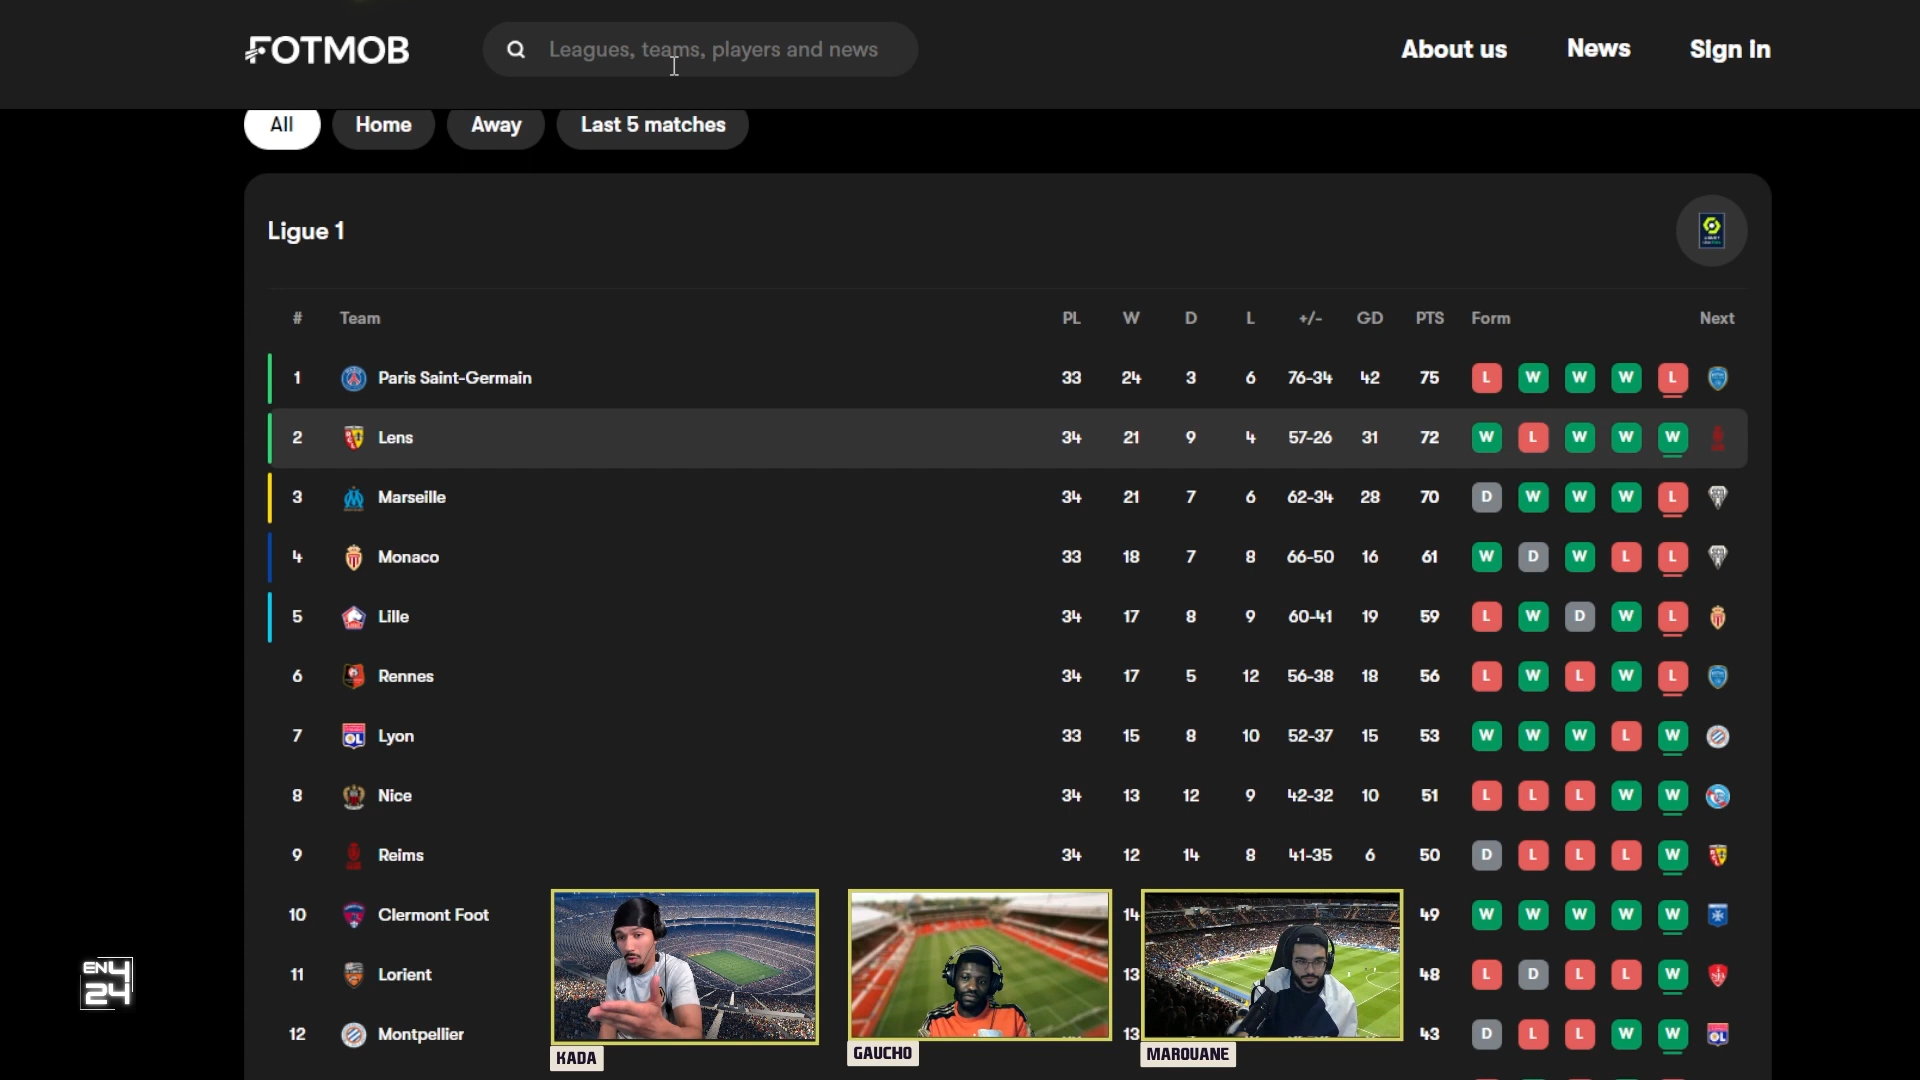 FOTMOB Leagues, teams, players and news About us News Sign in
All Home Away Last 5 matches
Ligue 1
# Team PL W D L +/- GD PTS Form Next
1 Paris Saint-Germain 33 24 3 6 76-34 42 75 L W W W L
2 Lens 34 21 9 4 57-26 31 72 W L W W W
3 Marseille 34 21 7 6 62-34 28 70 D W W W L
4 Monaco 33 18 7 8 66-50 16 61 W D W L L
5 Lille 34 17 8 9 60-41 19 59 L W D W L
6 Rennes 34 17 5 12 56-38 18 56 L W L W L
7 Lyon 33 15 8 10 52-37 15 53 W W W L W
8 Nice 34 13 12 9 42-32 10 51 L L L W W
9 Reims 34 12 14 8 41-35 6 50 D L L L W
10 Clermont Foot 14 49 W W W W W
11 Lorient 13 48 L D L L W
12 Montpellier 13 43 D L L W W
EN
4
24
KADA GAUCHO MAROUANE